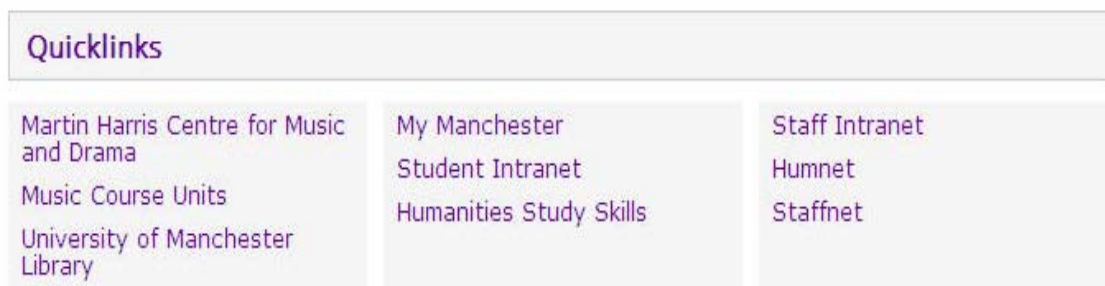 Quicklinks
Martin Harris Centre for Music
and Drama
Music Course Units
University of Manchester
Library
My Manchester
Student Intranet
Humanities Study Skills
Staff Intranet
Humnet
Staffnet